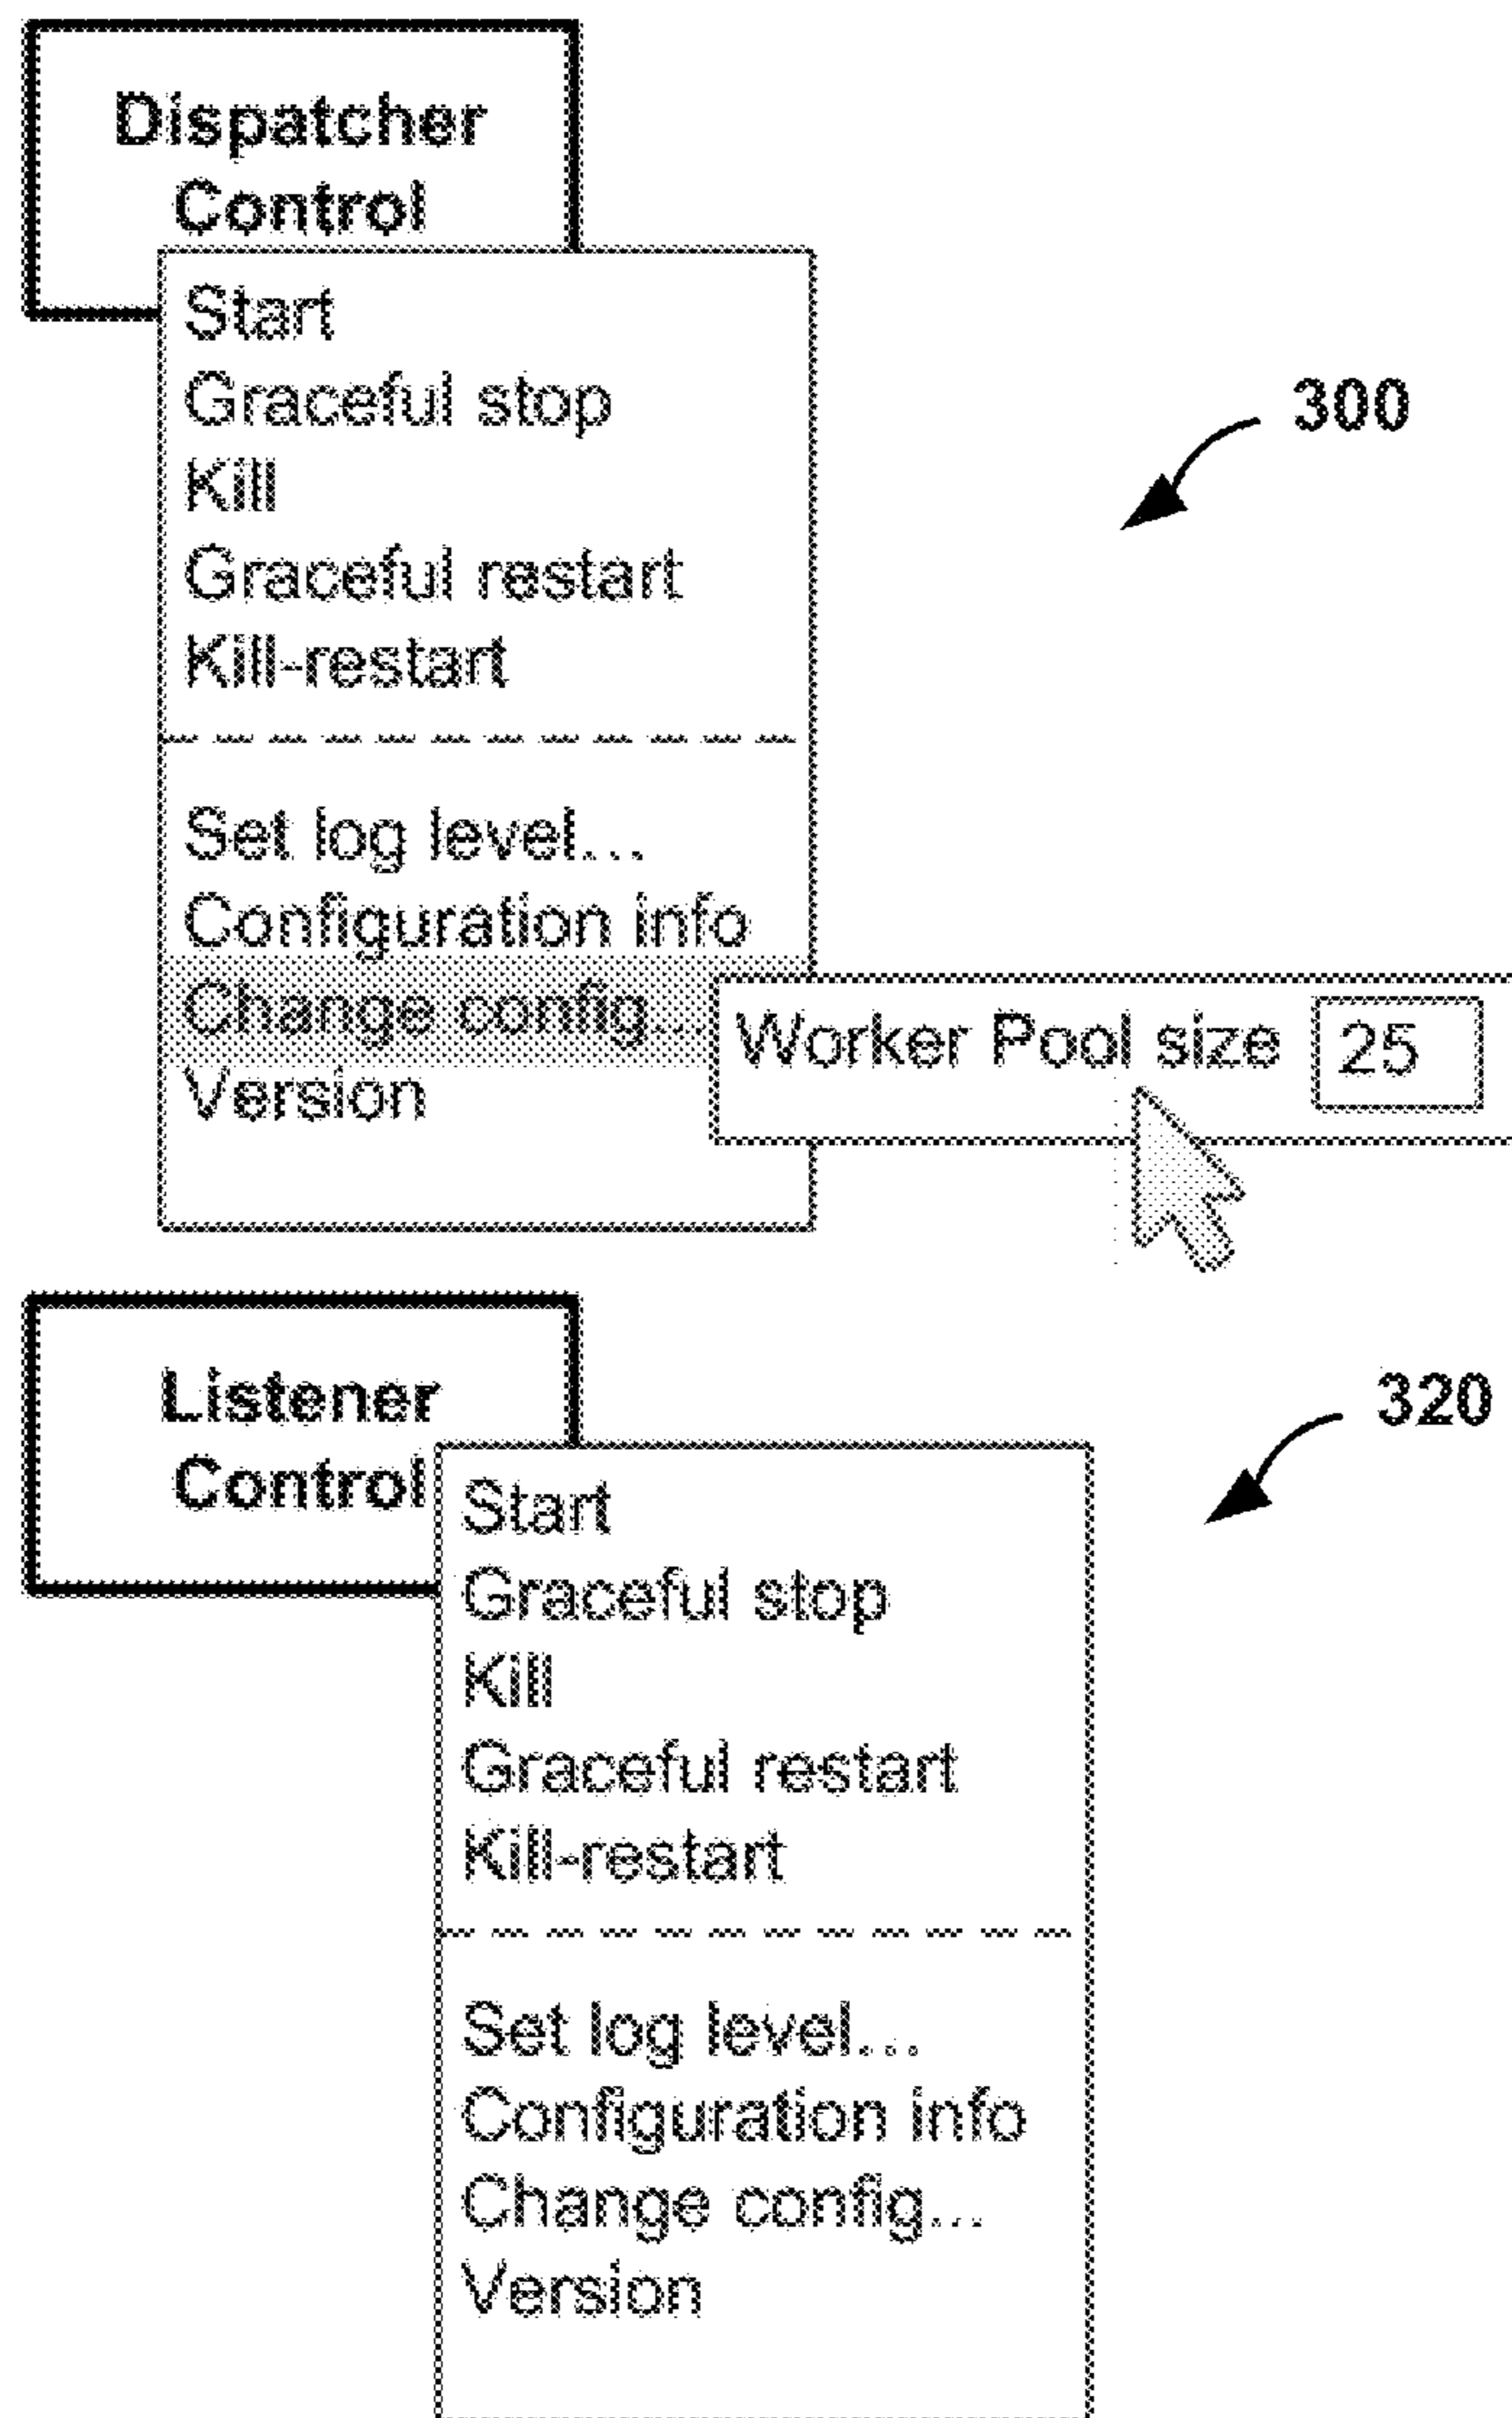 Dispatcher
Control
Start
Graceful stop
Kill
Graceful restart
Kill-restart
300
Set log level...
Configuration info
Change config...
Worker Pool size 25
Version
Listener
Control
320
Start
Graceful stop
Kill
Graceful restart
Kill-restart
Set log level...
Configuration info
Change config...
Version